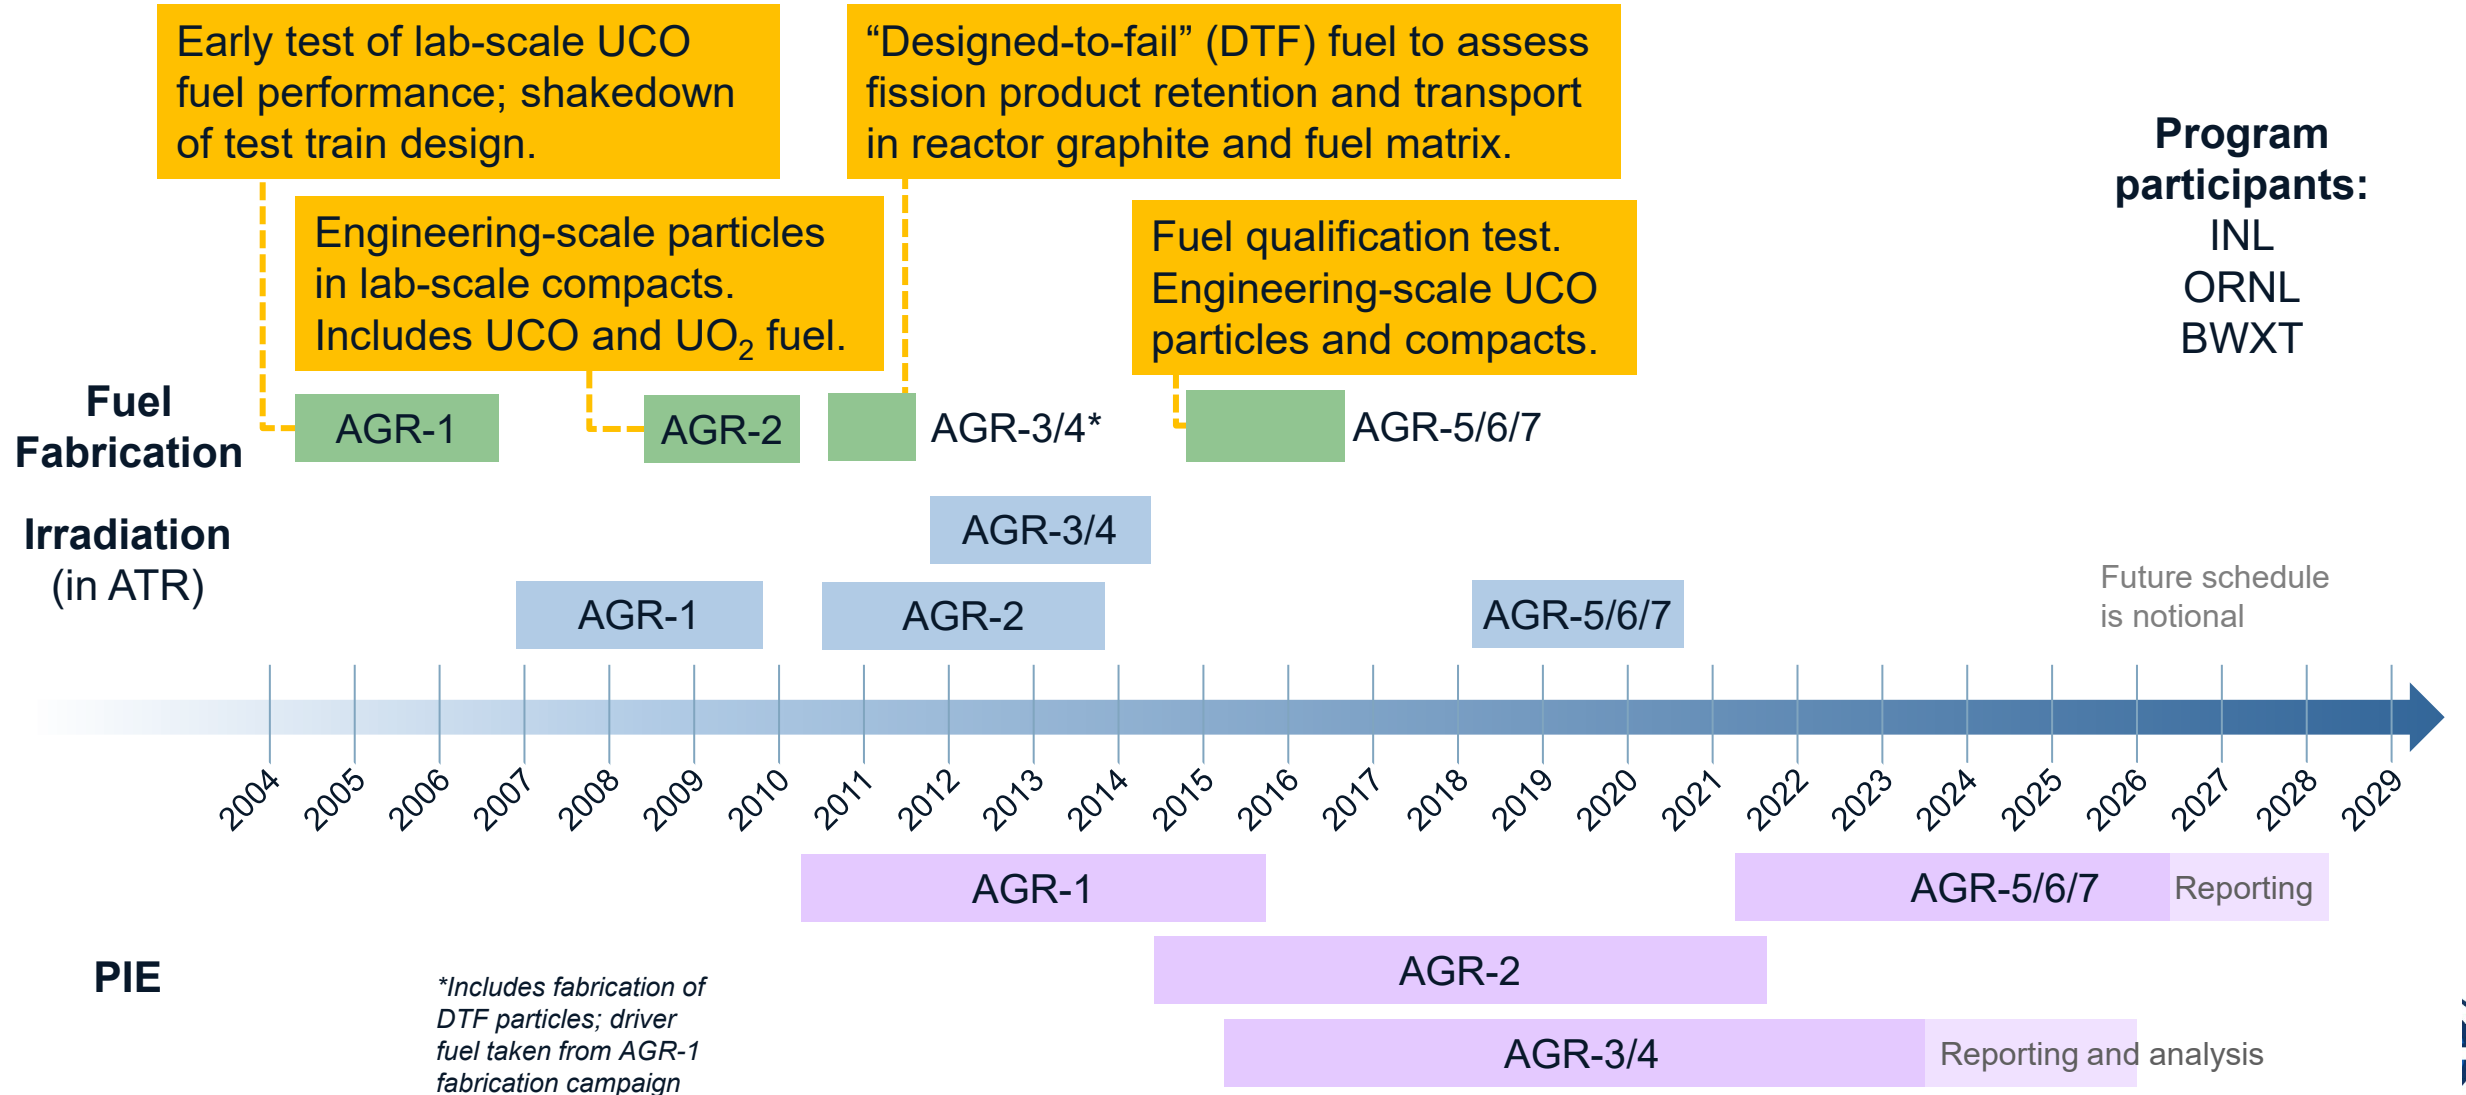 Early test of lab-scale UCO
fuel performance; shakedown
of test train design.
“Designed-to-fail” (DTF) fuel to assess
fission product retention and transport
in reactor graphite and fuel matrix.
Program
participants:
INL
ORNL
BWXT
Engineering-scale particles
in lab-scale compacts.
Includes UCO and UO₂ fuel.
Fuel qualification test.
Engineering-scale UCO
particles and compacts.
Fuel
Fabrication
AGR-1
AGR-2
AGR-3/4*
AGR-5/6/7
Irradiation
(in ATR)
AGR-3/4
AGR-1
AGR-2
AGR-5/6/7
Future schedule
is notional
2004
2005
2006
2007
2008
2009
2010
2011
2012
2013
2014
2015
2016
2017
2018
2019
2020
2021
2022
2023
2024
2025
2026
2027
2028
2029
PIE
AGR-1
AGR-5/6/7
Reporting
AGR-2
AGR-3/4
Reporting and analysis
*Includes fabrication of
DTF particles; driver
fuel taken from AGR-1
fabrication campaign